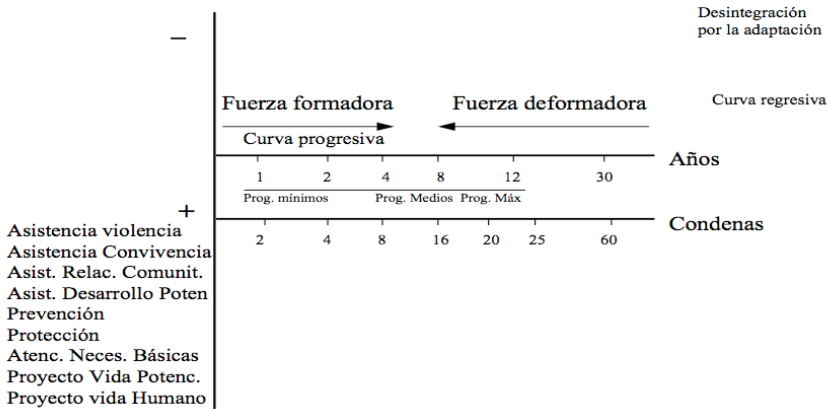 Desintegración
por la adaptación
−
Fuerza formadora Fuerza deformadora Curva regresiva
Curva progresiva
Años
1 2 4 8 12 30
Prog. mínimos Prog. Medios Prog. Máx
+
Condenas
2 4 8 16 20 25 60
Asistencia violencia
Asistencia Convivencia
Asist. Relac. Comunit.
Asist. Desarrollo Poten
Prevención
Protección
Atenc. Neces. Básicas
Proyecto Vida Potenc.
Proyecto vida Humano